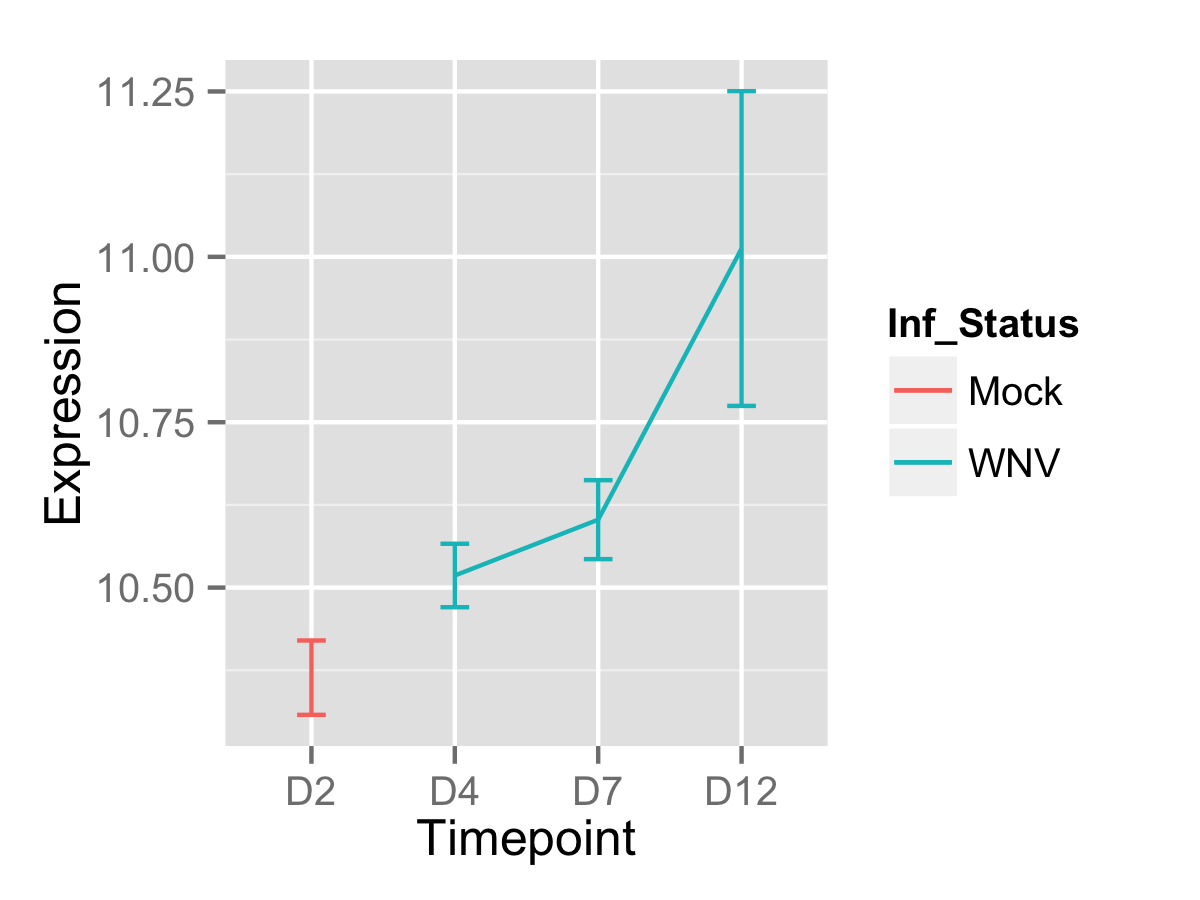 11.25
11.00
10.75
10.50
Expression
D2 D4 D7 D12
Timepoint
Inf_Status
Mock
WNV